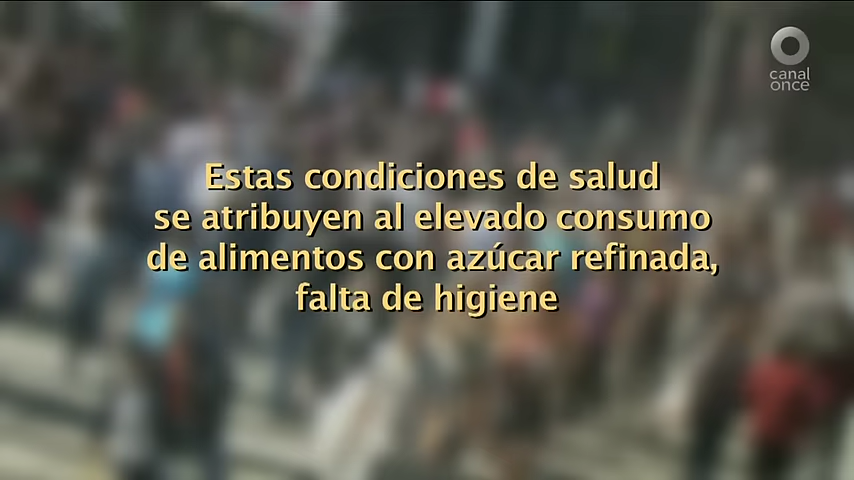 canal
once
Estas condiciones de salud
se atribuyen al elevado consumo
de alimentos con azúcar refinada,
falta de higiene